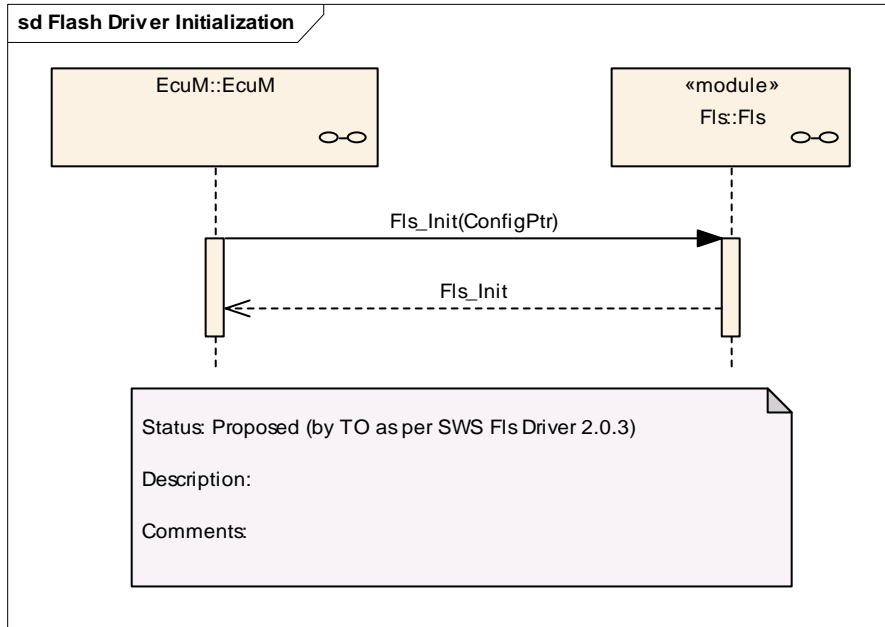 sd Flash Driver Initialization
EcuM::EcuM
«module»
Fls::Fls
Fls_Init(ConfigPtr)
Fls_Init
Status: Proposed (by TO as per SWS Fls Driver 2.0.3)
Description:
Comments: